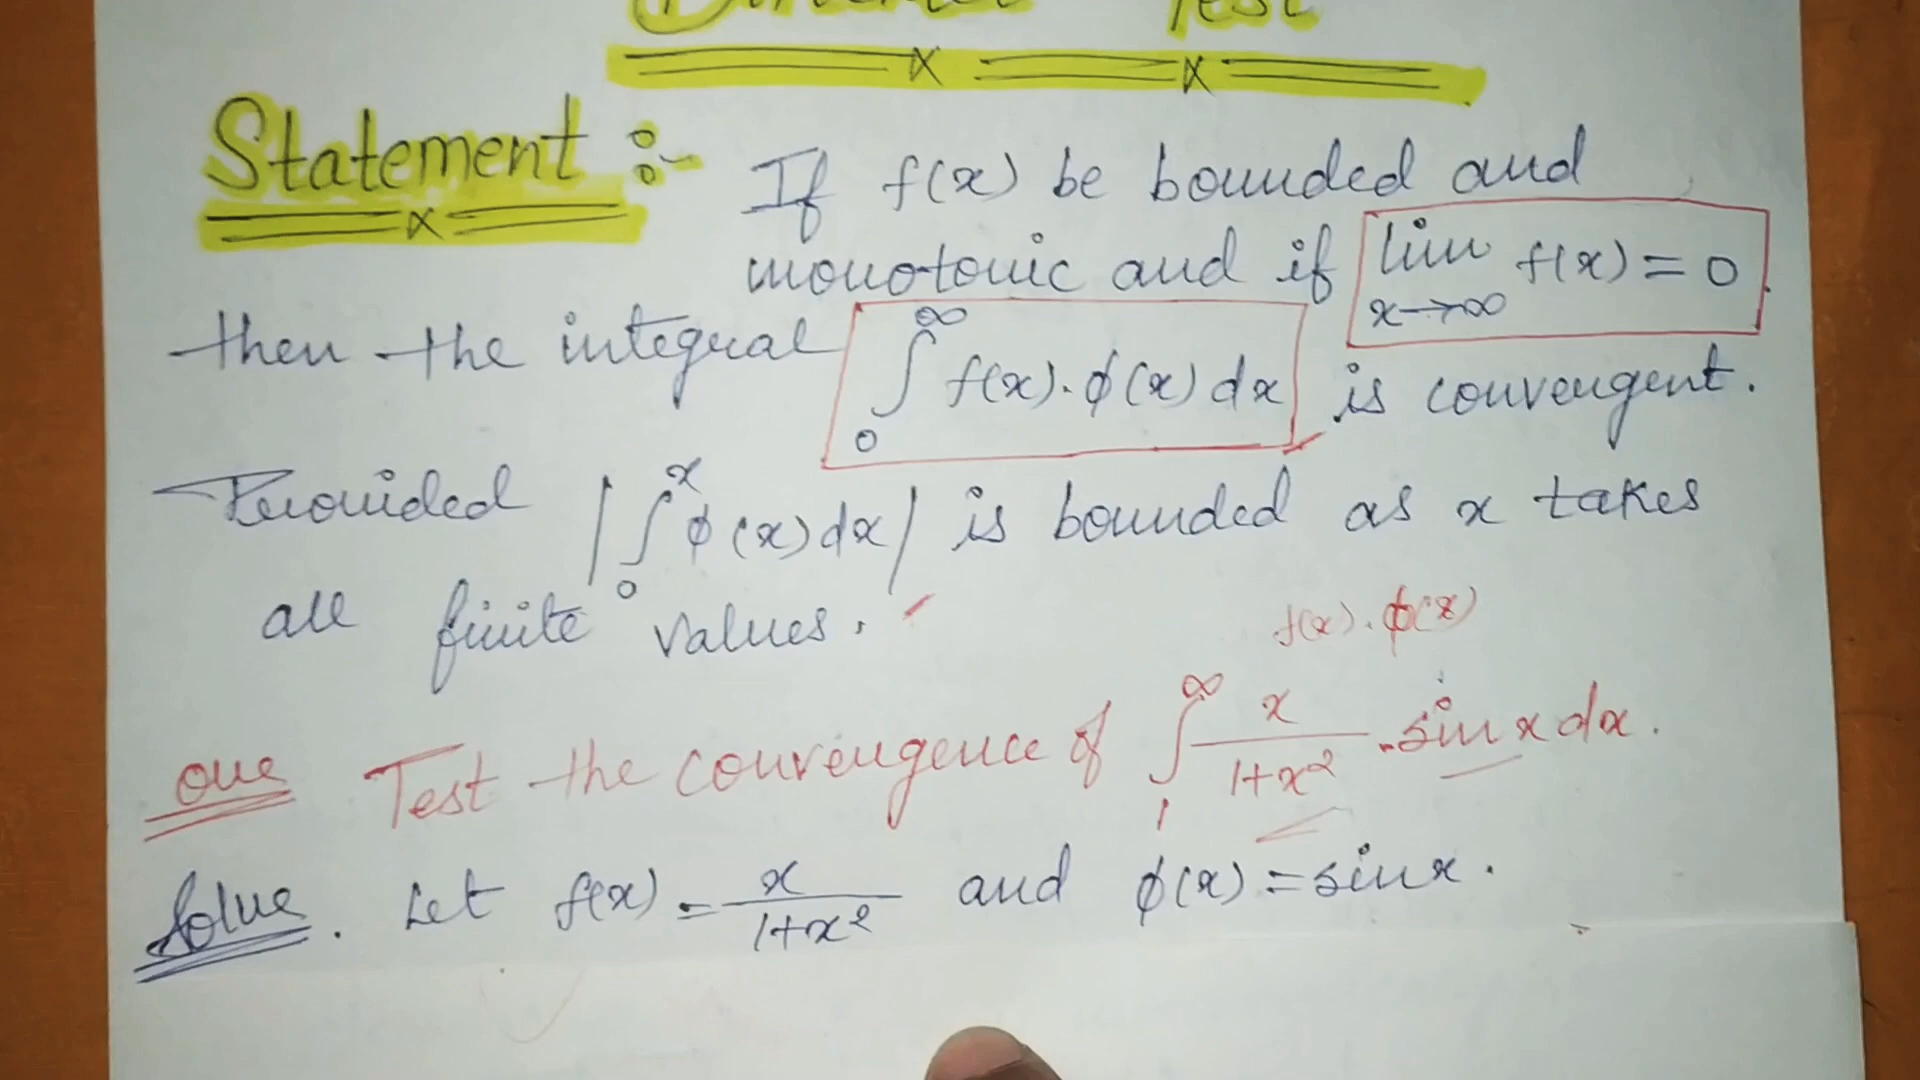 Test
Statement :-
If f(x) be bounded and
monotonic and if lim x→∞ f(x) = 0
then the integral ∫₀^∞ f(x).ϕ(x) dx is convergent.
Provided |∫₀^x ϕ(x) dx| is bounded as x takes
all finite values.
f(x).ϕ(x)
Que Test the convergence of ∫₁^∞ x/(1+x²) . sin x dx.
Solve. Let f(x) = x/(1+x²) and ϕ(x) = sin x.